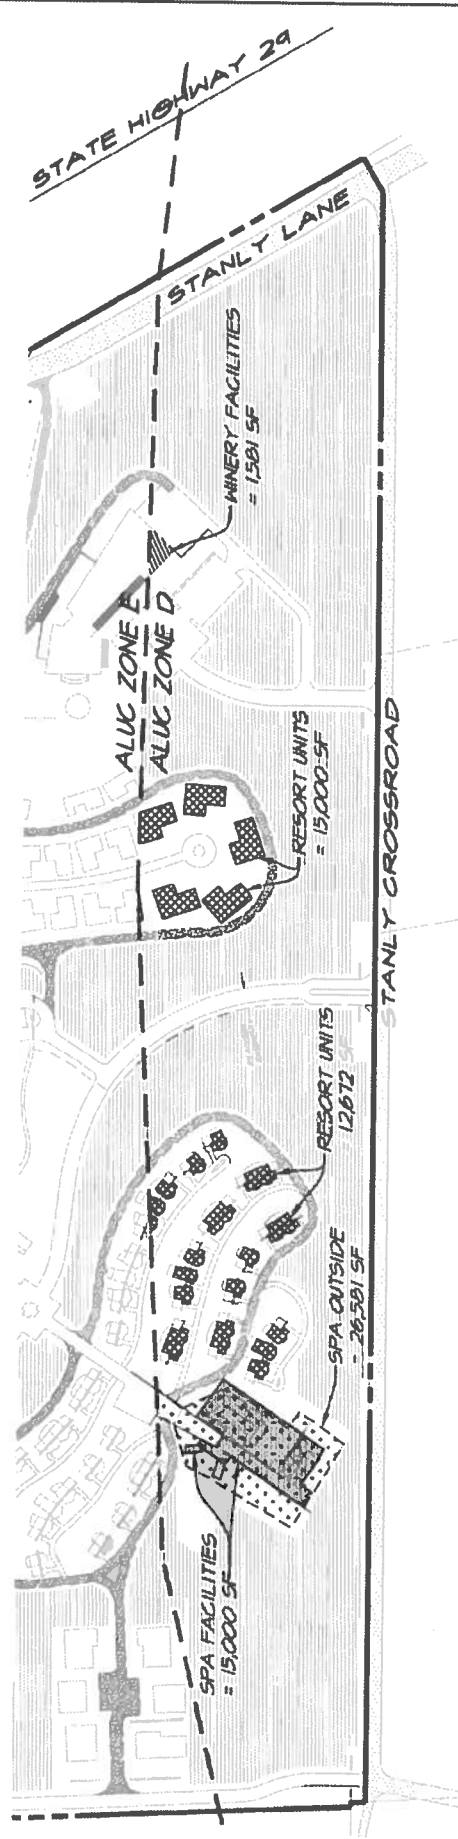 STATE HIGHWAY 29
STANLY LANE
WINERY FACILITIES
= 1,581 SF
ALUC ZONE E
ALUC ZONE D
RESORT UNITS
= 15,000 SF
STANLY CROSSROAD
RESORT UNITS
12,672 SF
SPA OUTSIDE
- 26,581 SF
SPA FACILITIES
= 15,000 SF